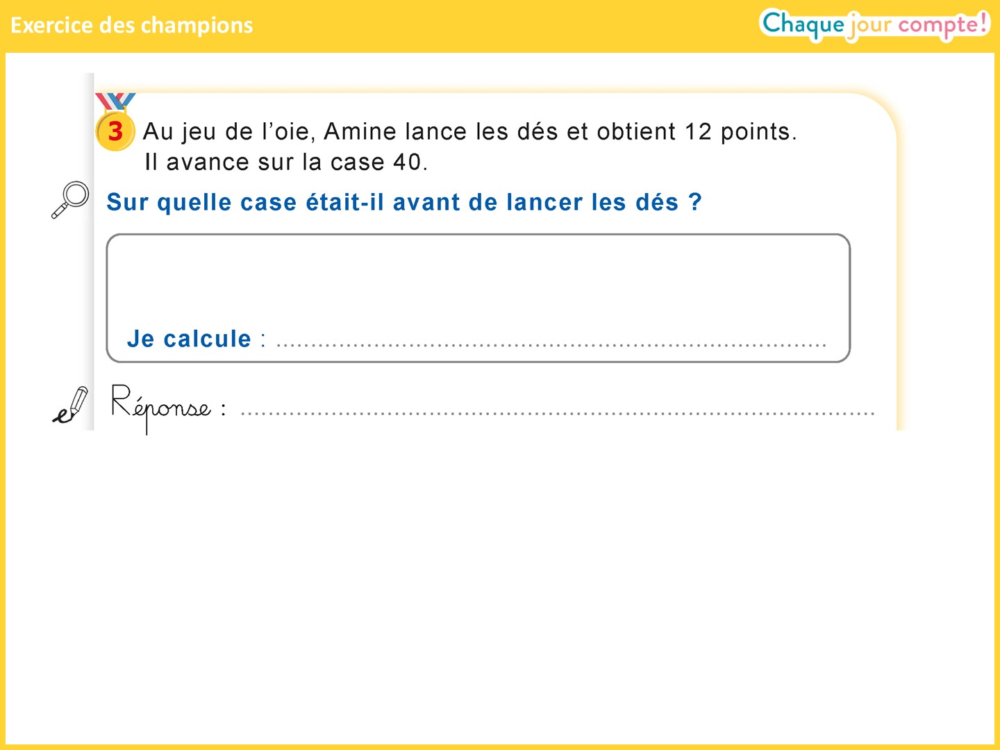 Exercice des champions
Chaque jour compte!
3 Au jeu de l’oie, Amine lance les dés et obtient 12 points.
Il avance sur la case 40.
Sur quelle case était-il avant de lancer les dés ?
Je calcule : ................................................................................
Réponse : ............................................................................................